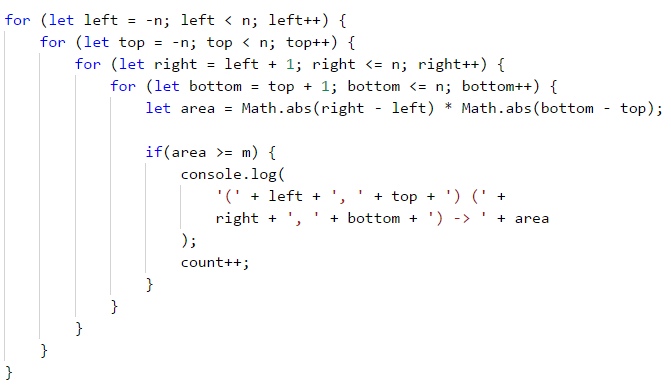 for (let left = -n; left < n; left++) {
    for (let top = -n; top < n; top++) {
        for (let right = left + 1; right <= n; right++) {
            for (let bottom = top + 1; bottom <= n; bottom++) {
                let area = Math.abs(right - left) * Math.abs(bottom - top);

                if(area >= m) {
                    console.log(
                        '(' + left + ', ' + top + ') (' +
                        right + ', ' + bottom + ') -> ' + area
                    );
                    count++;
                }
            }
        }
    }
}